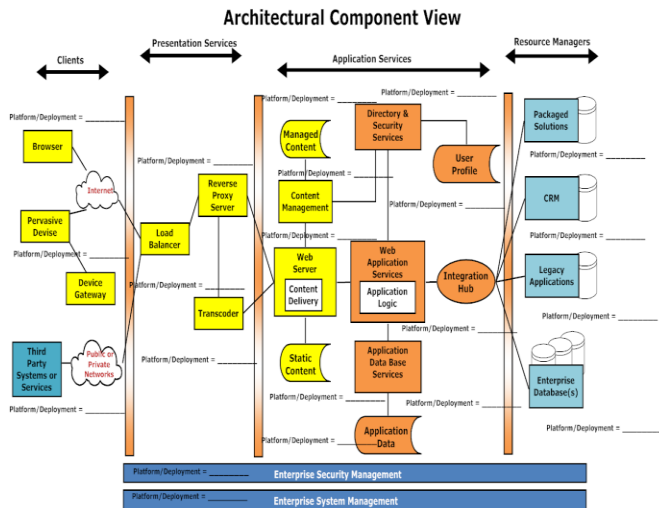 Architectural Component View
Clients
Presentation Services
Application Services
Resource Managers
Platform/Deployment = ________
Browser
Internet
Pervasive
Devise
Platform/Deployment = ________
Device
Gateway
Third
Party
Systems or
Services
Public or
Private
Networks
Platform/Deployment = ________
Platform/Deployment = ________
Reverse
Proxy
Server
Load
Balancer
Transcoder
Platform/Deployment = ________
Platform/Deployment = ________
Platform/Deployment = ________
Managed
Content
Directory &
Security
Services
Platform/Deployment = ________
Platform/Deployment = ________
User
Profile
Content
Management
Platform/Deployment = ________
Platform/Deployment = ________
Web
Server
Content
Delivery
Web
Application
Services
Application
Logic
Integration
Hub
Platform/Deployment = ________
Static
Content
Application
Data Base
Services
Platform/Deployment = ________
Platform/Deployment = ________
Application
Data
Packaged
Solutions
Platform/Deployment = ________
CRM
Platform/Deployment = ________
Legacy
Applications
Platform/Deployment = ________
Enterprise
Database(s)
Platform/Deployment = ________
Platform/Deployment = ________
Enterprise Security Management
Platform/Deployment = ________
Enterprise System Management